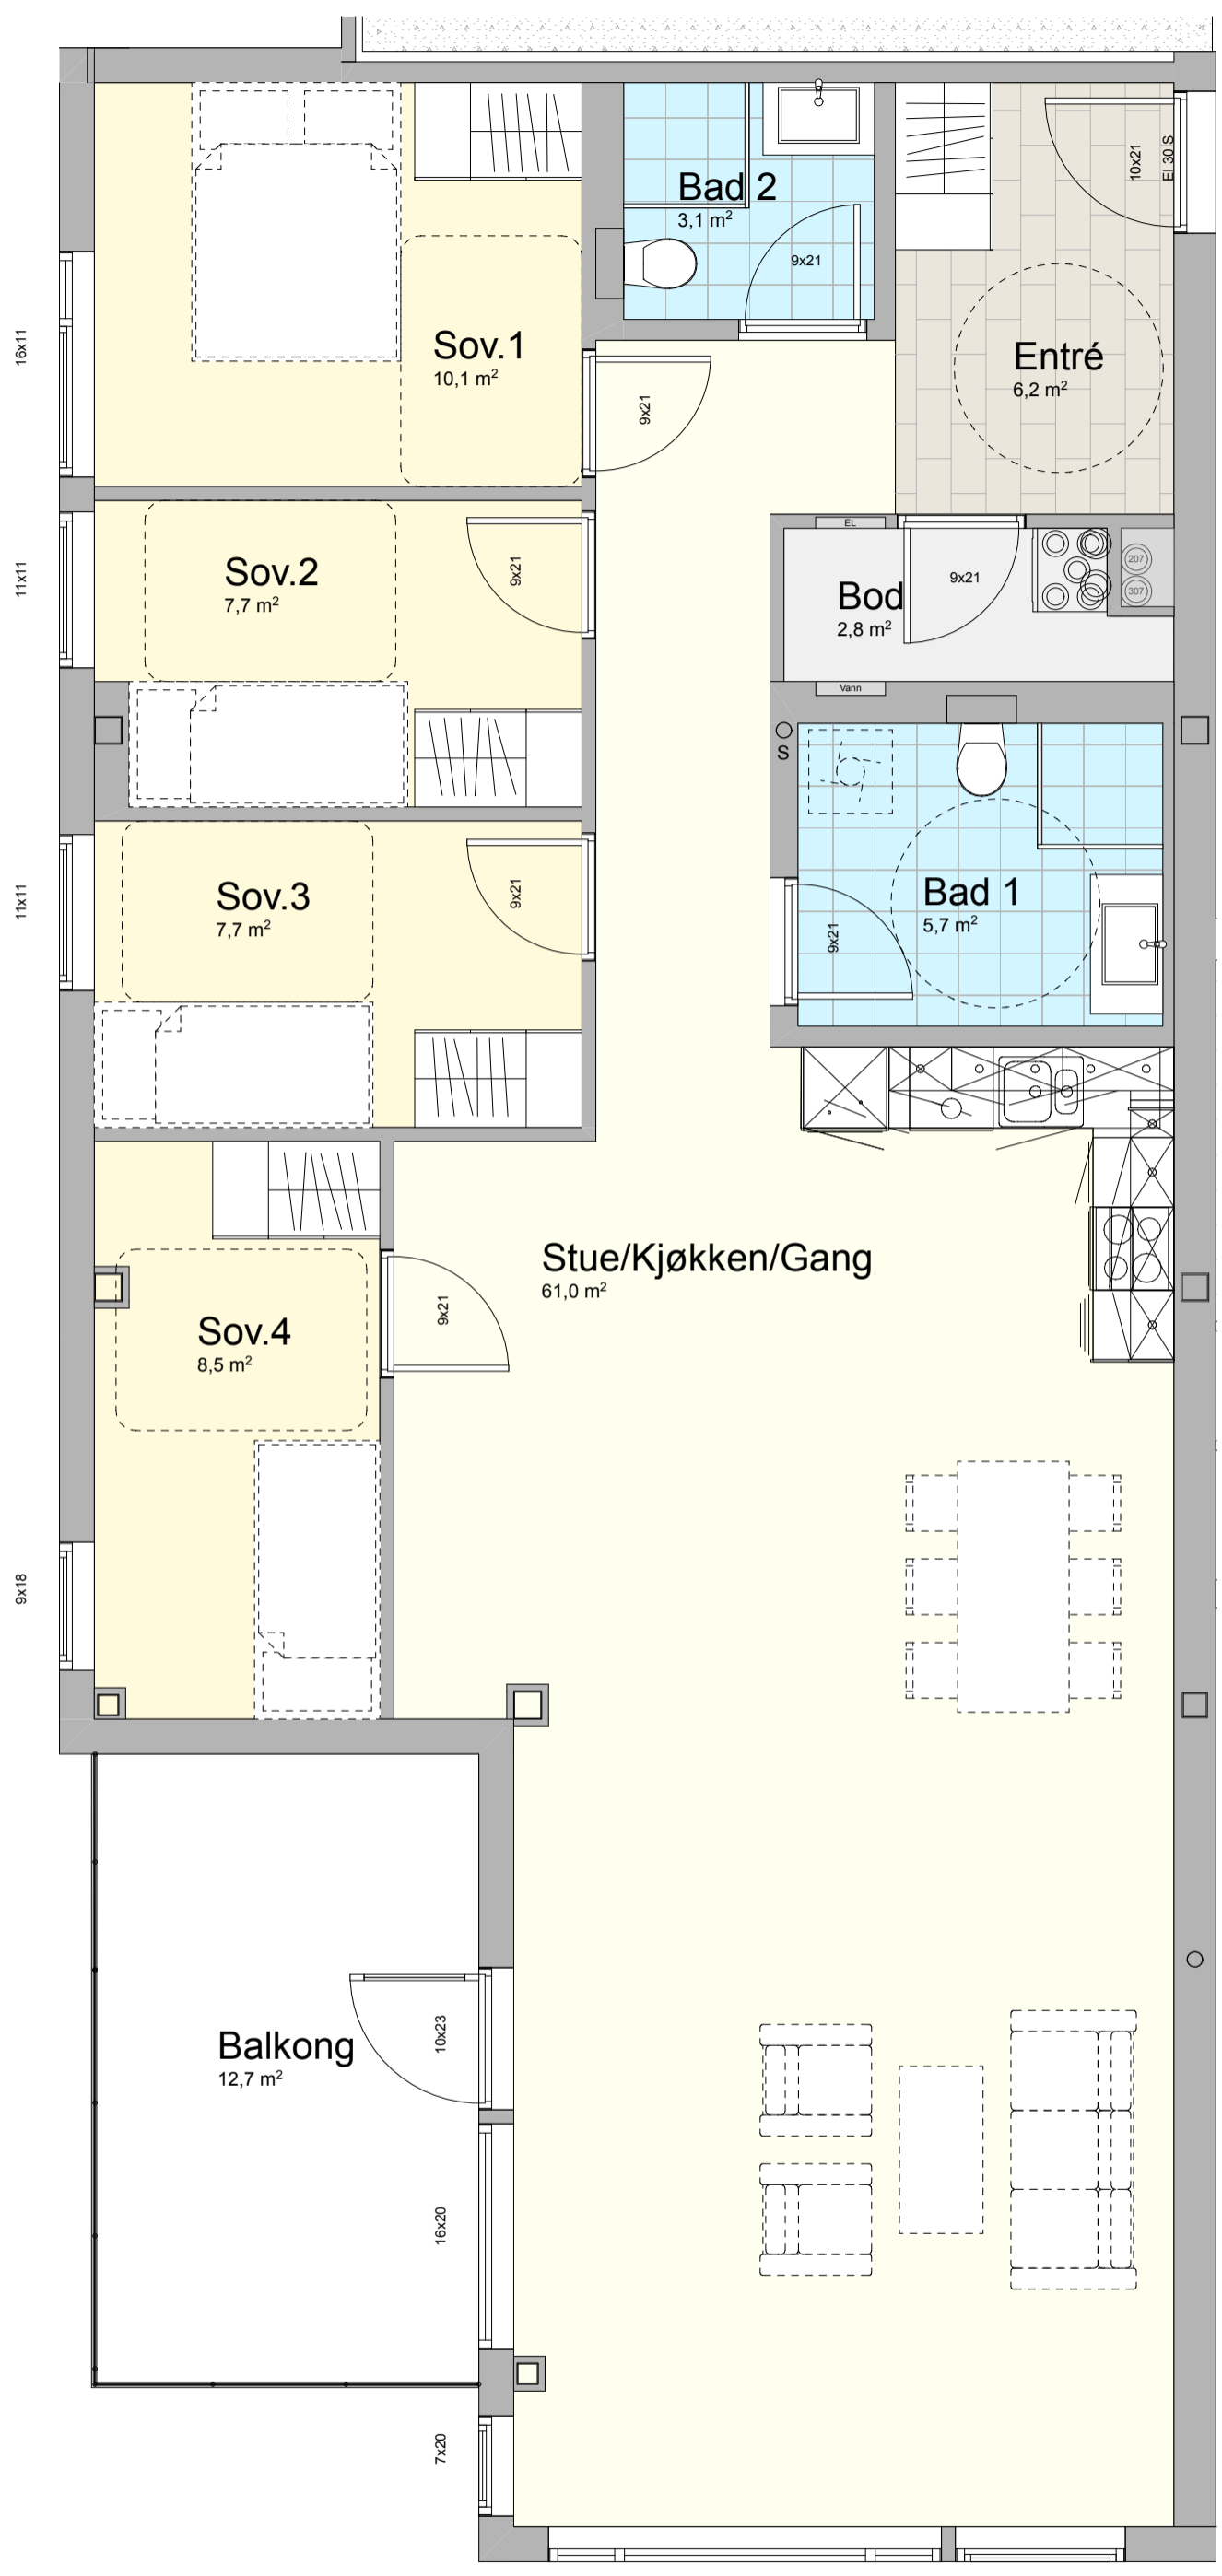 Bad 2
3,1 m²
9x21
10x21
EI 30 S
16x11
Sov.1
10,1 m²
9x21
Entré
6,2 m²
11x11
Sov.2
7,7 m²
9x21
EL
Bod
2,8 m²
9x21
207
307
Vann
S
11x11
Sov.3
7,7 m²
9x21
Bad 1
5,7 m²
9x21
Stue/Kjøkken/Gang
61,0 m²
Sov.4
8,5 m²
9x21
9x18
Balkong
12,7 m²
10x23
16x20
7x20